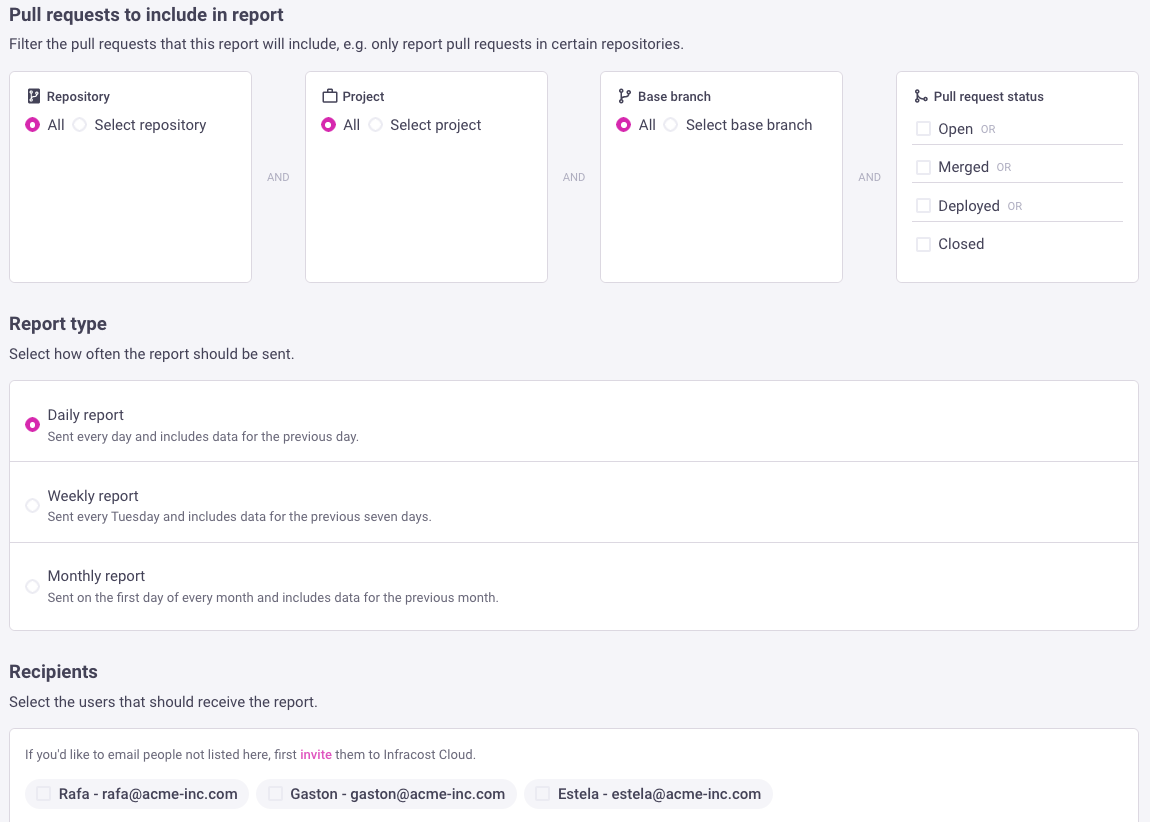 Pull requests to include in report
Filter the pull requests that this report will include, e.g. only report pull requests in certain repositories.
Repository
All Select repository
AND
Project
All Select project
AND
Base branch
All Select base branch
AND
Pull request status
Open OR
Merged OR
Deployed OR
Closed
Report type
Select how often the report should be sent.
Daily report
Sent every day and includes data for the previous day.
Weekly report
Sent every Tuesday and includes data for the previous seven days.
Monthly report
Sent on the first day of every month and includes data for the previous month.
Recipients
Select the users that should receive the report.
If you'd like to email people not listed here, first invite them to Infracost Cloud.
Rafa - rafa@acme-inc.com Gaston - gaston@acme-inc.com Estela - estela@acme-inc.com